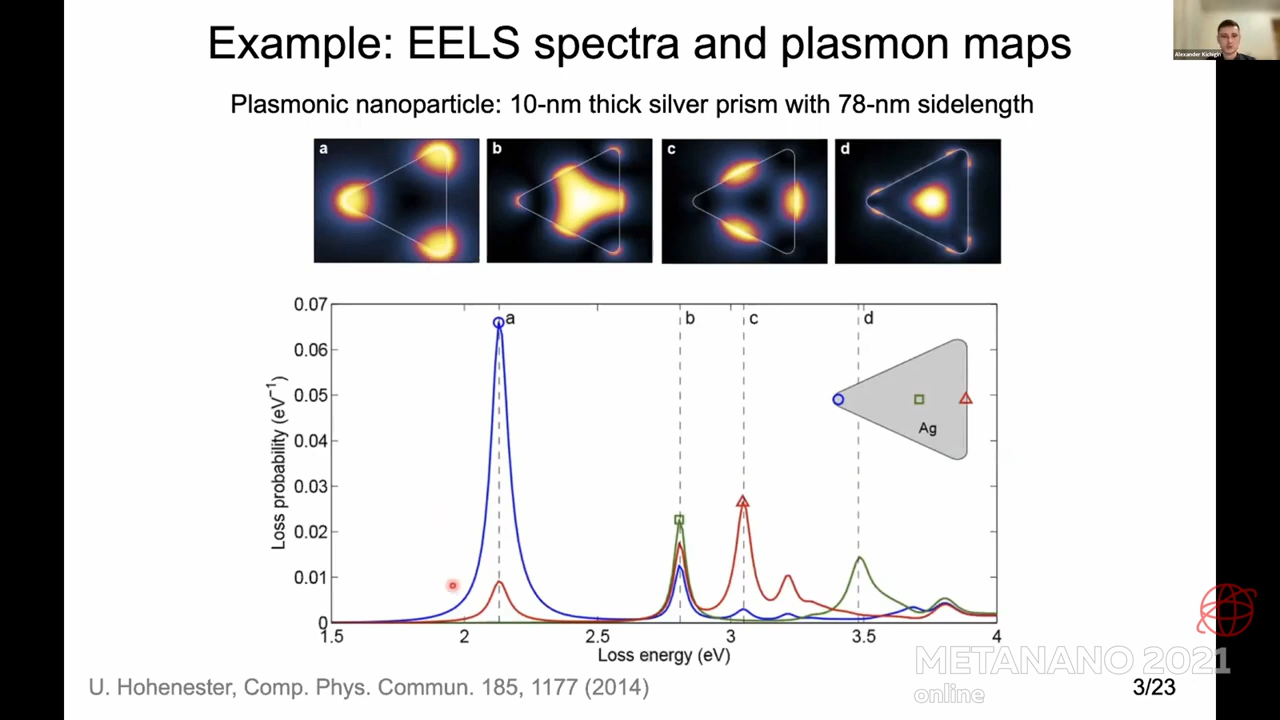 Example: EELS spectra and plasmon maps
Alexander Kichigin
Plasmonic nanoparticle: 10-nm thick silver prism with 78-nm sidelength
a
b
c
d
0.07
0.06
0.05
0.04
0.03
0.02
0.01
0
Loss probability (eV⁻¹)
a
b
c
d
Ag
1.5
2
2.5
3
3.5
4
Loss energy (eV)
METANANO 2021
online
U. Hohenester, Comp. Phys. Commun. 185, 1177 (2014)
3/23